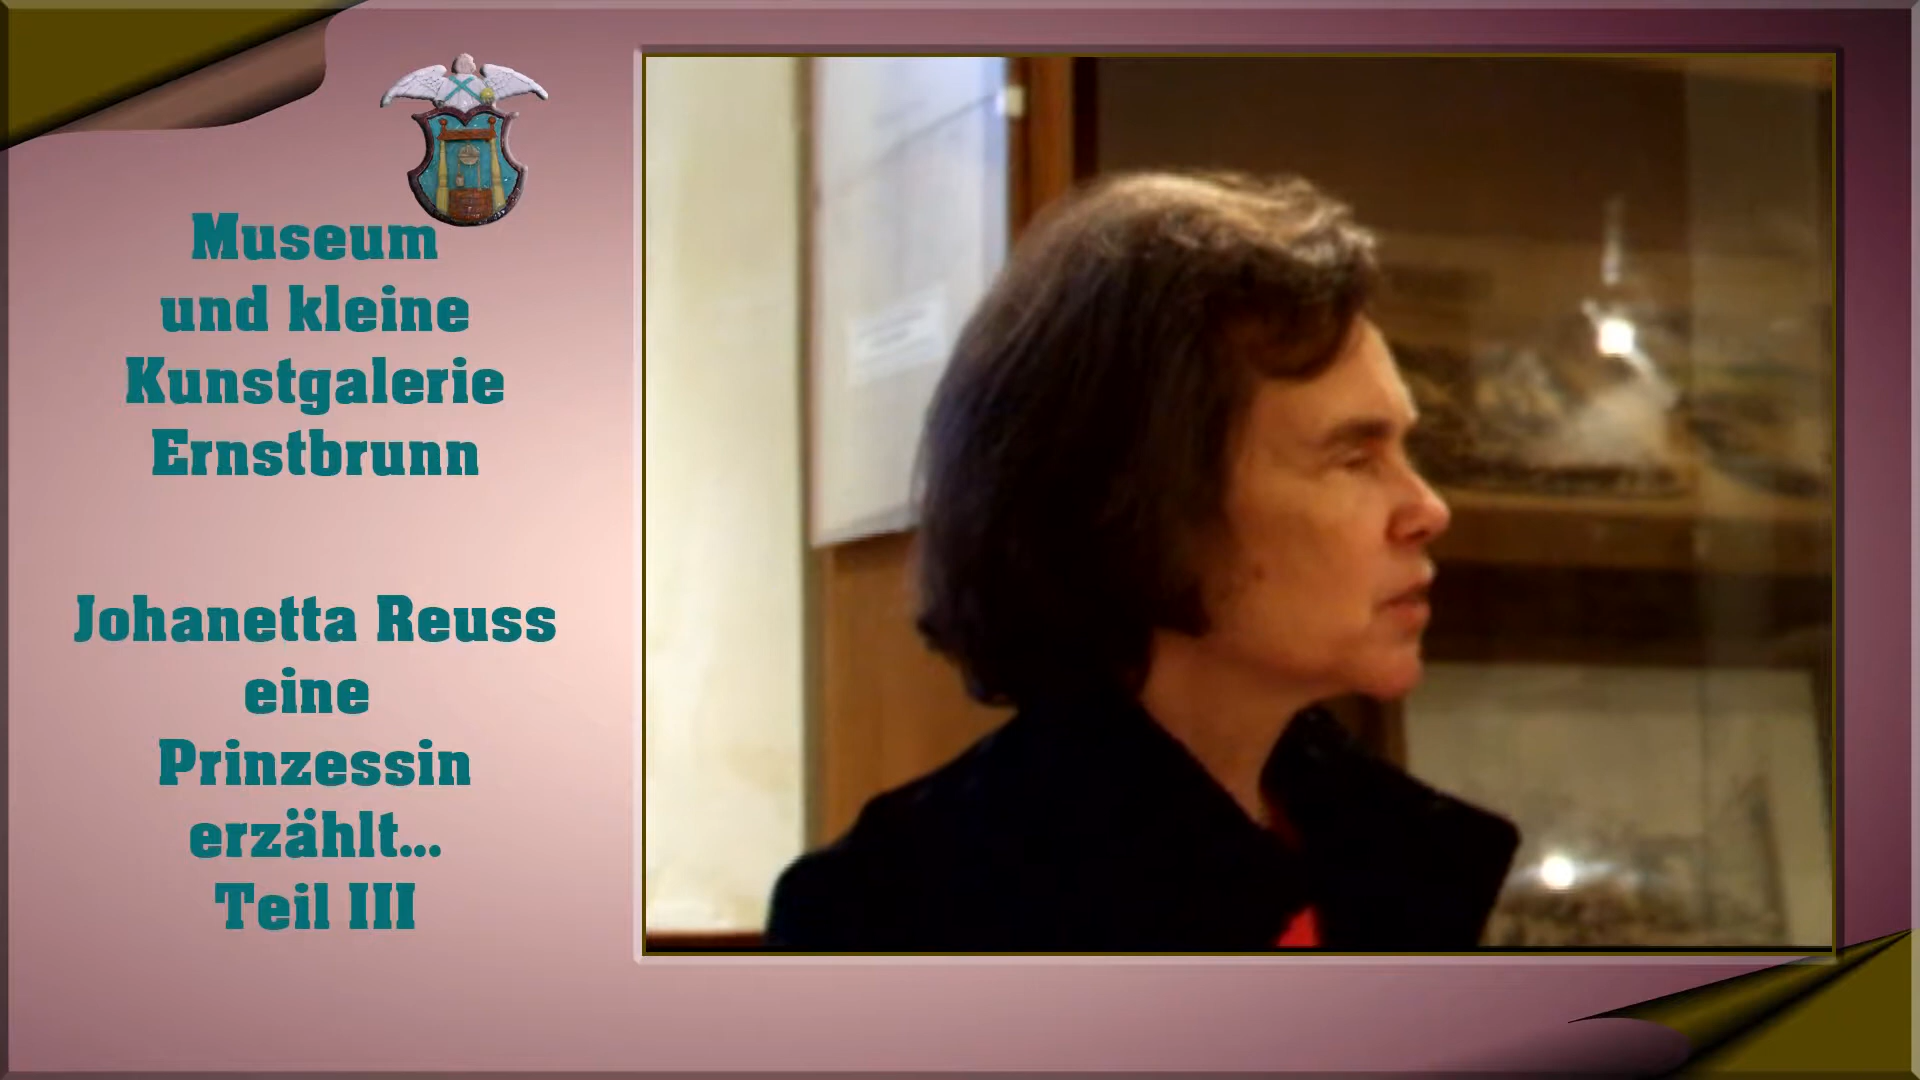 Museum
und kleine
Kunstgalerie
Ernstbrunn
Johanetta Reuss
eine
Prinzessin
erzählt...
Teil III